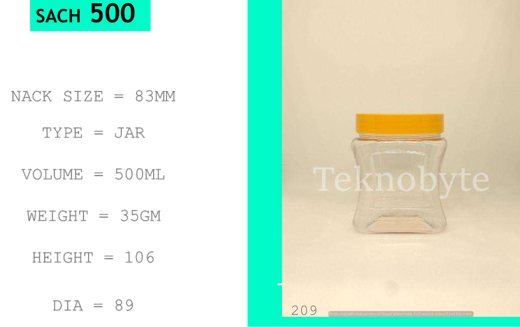 SACH 500
NACK SIZE = 83MM
TYPE = JAR
VOLUME = 500ML
WEIGHT = 35GM
HEIGHT = 106
DIA = 89
Teknobyte
209